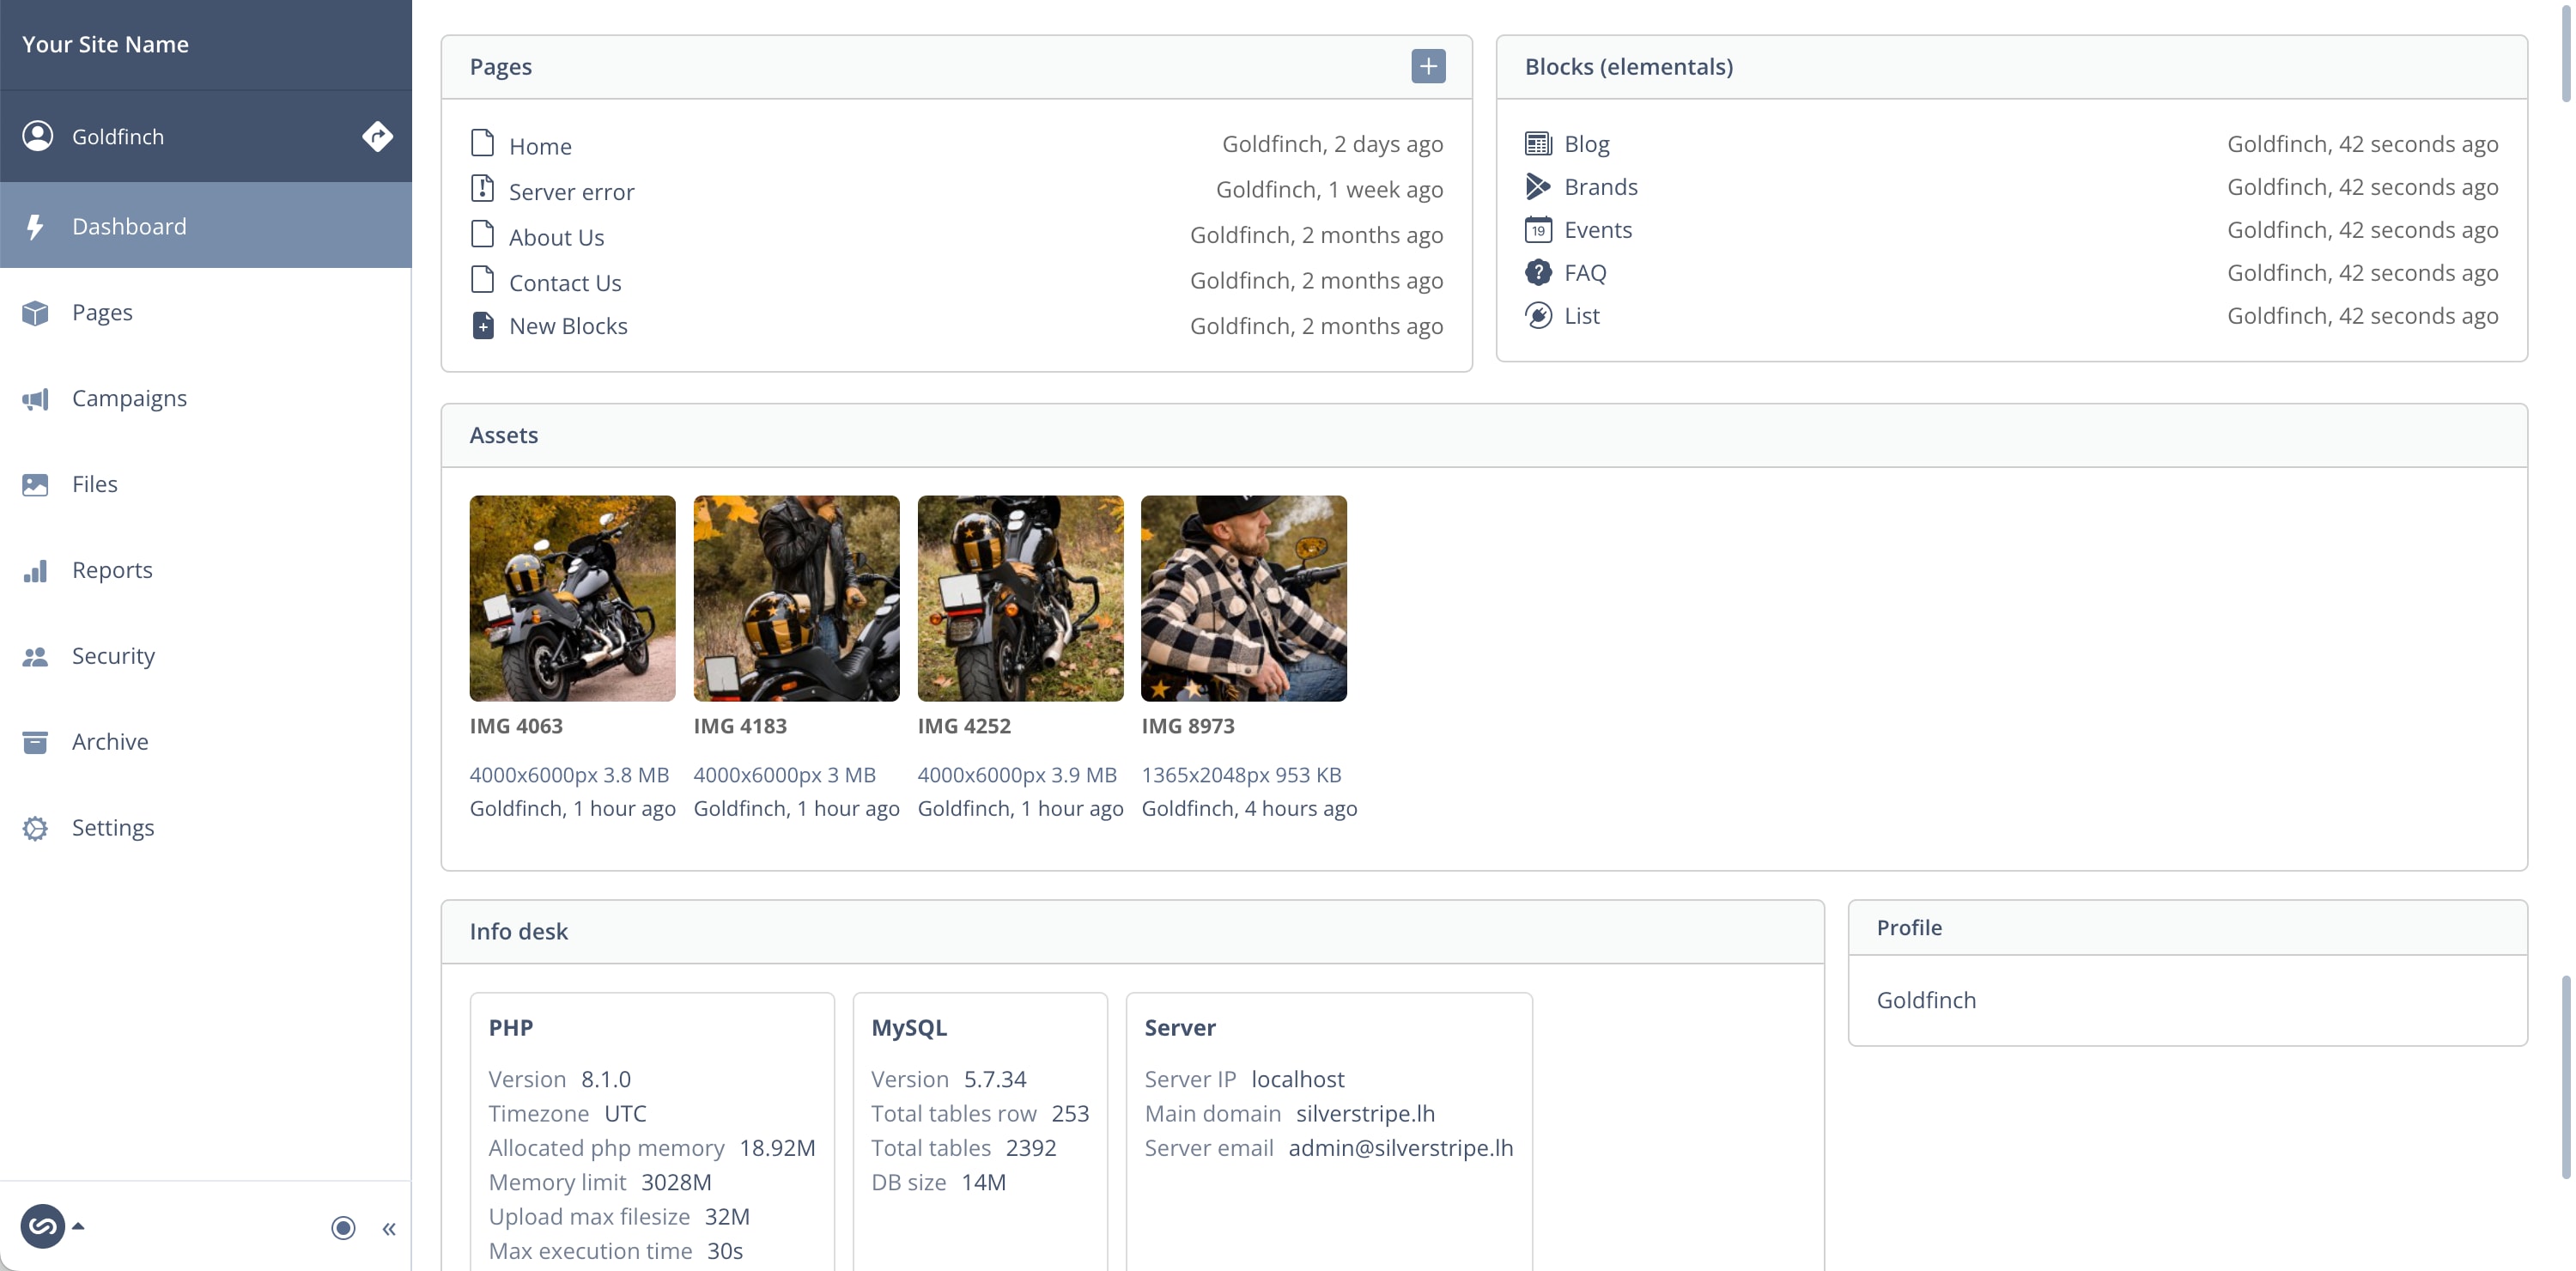 Your Site Name
Goldfinch
Dashboard
Pages
Campaigns
Files
Reports
Security
Archive
Settings
Pages
Home Goldfinch, 2 days ago
Server error Goldfinch, 1 week ago
About Us Goldfinch, 2 months ago
Contact Us Goldfinch, 2 months ago
New Blocks Goldfinch, 2 months ago
Blocks (elementals)
Blog Goldfinch, 42 seconds ago
Brands Goldfinch, 42 seconds ago
19 Events Goldfinch, 42 seconds ago
? FAQ Goldfinch, 42 seconds ago
List Goldfinch, 42 seconds ago
Assets
IMG 4063
4000x6000px 3.8 MB
Goldfinch, 1 hour ago
IMG 4183
4000x6000px 3 MB
Goldfinch, 1 hour ago
IMG 4252
4000x6000px 3.9 MB
Goldfinch, 1 hour ago
IMG 8973
1365x2048px 953 KB
Goldfinch, 4 hours ago
Info desk
PHP
Version 8.1.0
Timezone UTC
Allocated php memory 18.92M
Memory limit 3028M
Upload max filesize 32M
Max execution time 30s
MySQL
Version 5.7.34
Total tables row 253
Total tables 2392
DB size 14M
Server
Server IP localhost
Main domain silverstripe.lh
Server email admin@silverstripe.lh
Profile
Goldfinch